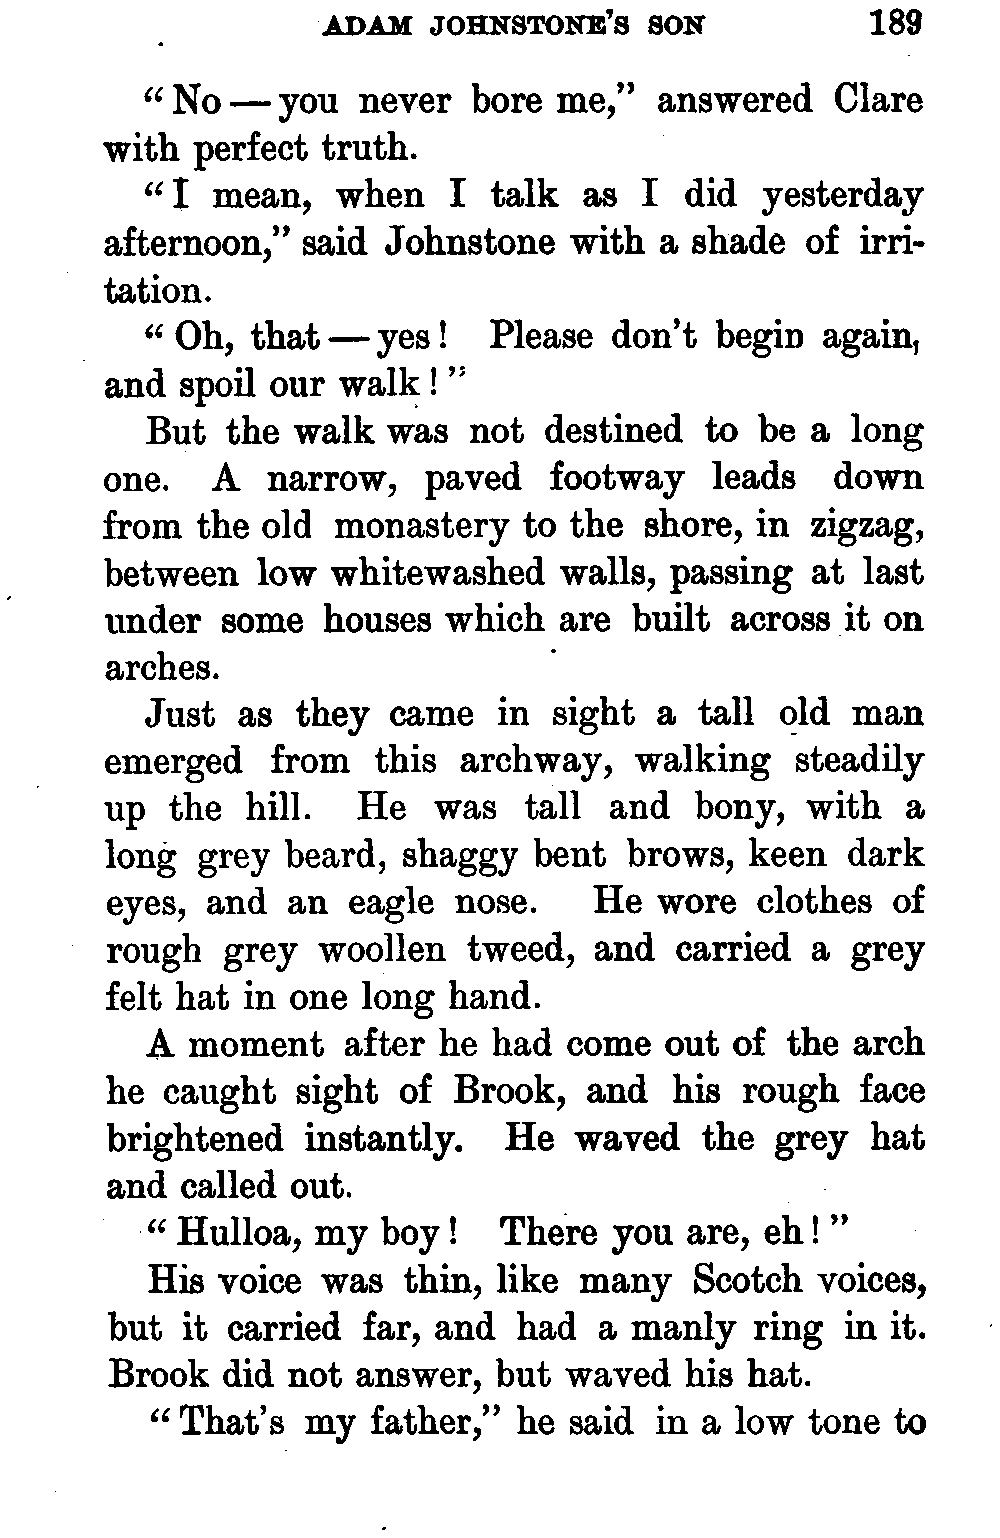 ADAM JOHNSTONE'S SON 189
"No—you never bore me," answered Clare
with perfect truth.
"I mean, when I talk as I did yesterday
afternoon," said Johnstone with a shade of irri-
tation.
"Oh, that—yes! Please don't begin again,
and spoil our walk!"
But the walk was not destined to be a long
one. A narrow, paved footway leads down
from the old monastery to the shore, in zigzag,
between low whitewashed walls, passing at last
under some houses which are built across it on
arches.
Just as they came in sight a tall old man
emerged from this archway, walking steadily
up the hill. He was tall and bony, with a
long grey beard, shaggy bent brows, keen dark
eyes, and an eagle nose. He wore clothes of
rough grey woollen tweed, and carried a grey
felt hat in one long hand.
A moment after he had come out of the arch
he caught sight of Brook, and his rough face
brightened instantly. He waved the grey hat
and called out.
"Hulloa, my boy! There you are, eh!"
His voice was thin, like many Scotch voices,
but it carried far, and had a manly ring in it.
Brook did not answer, but waved his hat.
"That's my father," he said in a low tone to